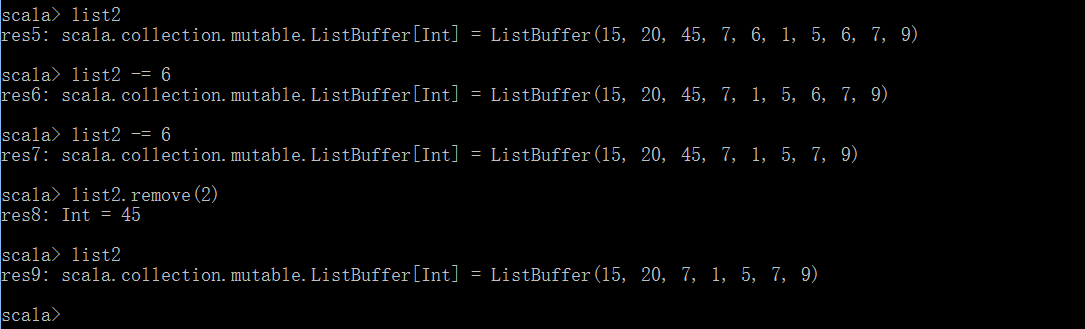 scala> list2
res5: scala.collection.mutable.ListBuffer[Int] = ListBuffer(15, 20, 45, 7, 6, 1, 5, 6, 7, 9)
scala> list2 -= 6
res6: scala.collection.mutable.ListBuffer[Int] = ListBuffer(15, 20, 45, 7, 1, 5, 6, 7, 9)
scala> list2 -= 6
res7: scala.collection.mutable.ListBuffer[Int] = ListBuffer(15, 20, 45, 7, 1, 5, 7, 9)
scala> list2.remove(2)
res8: Int = 45
scala> list2
res9: scala.collection.mutable.ListBuffer[Int] = ListBuffer(15, 20, 7, 1, 5, 7, 9)
scala>